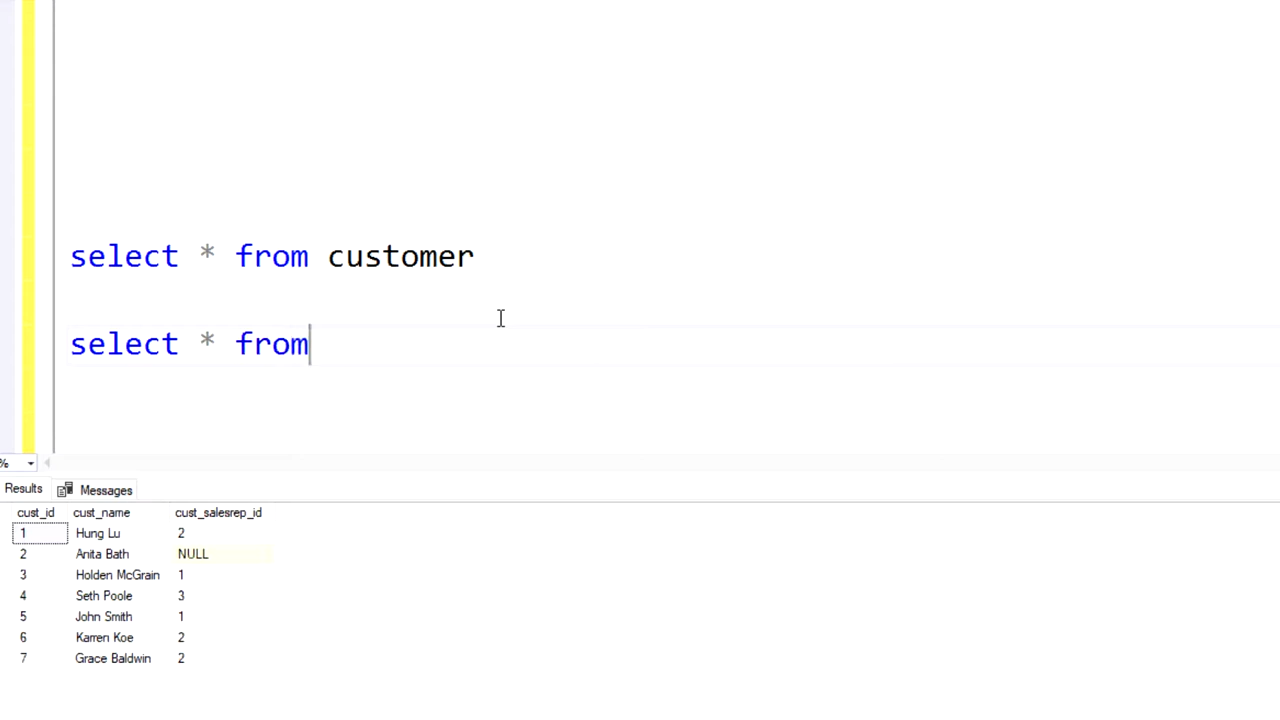 select * from customer
select * from
%
Results Messages
cust_id cust_name cust_salesrep_id
1 Hung Lu 2
2 Anita Bath NULL
3 Holden McGrain 1
4 Seth Poole 3
5 John Smith 1
6 Karren Koe 2
7 Grace Baldwin 2